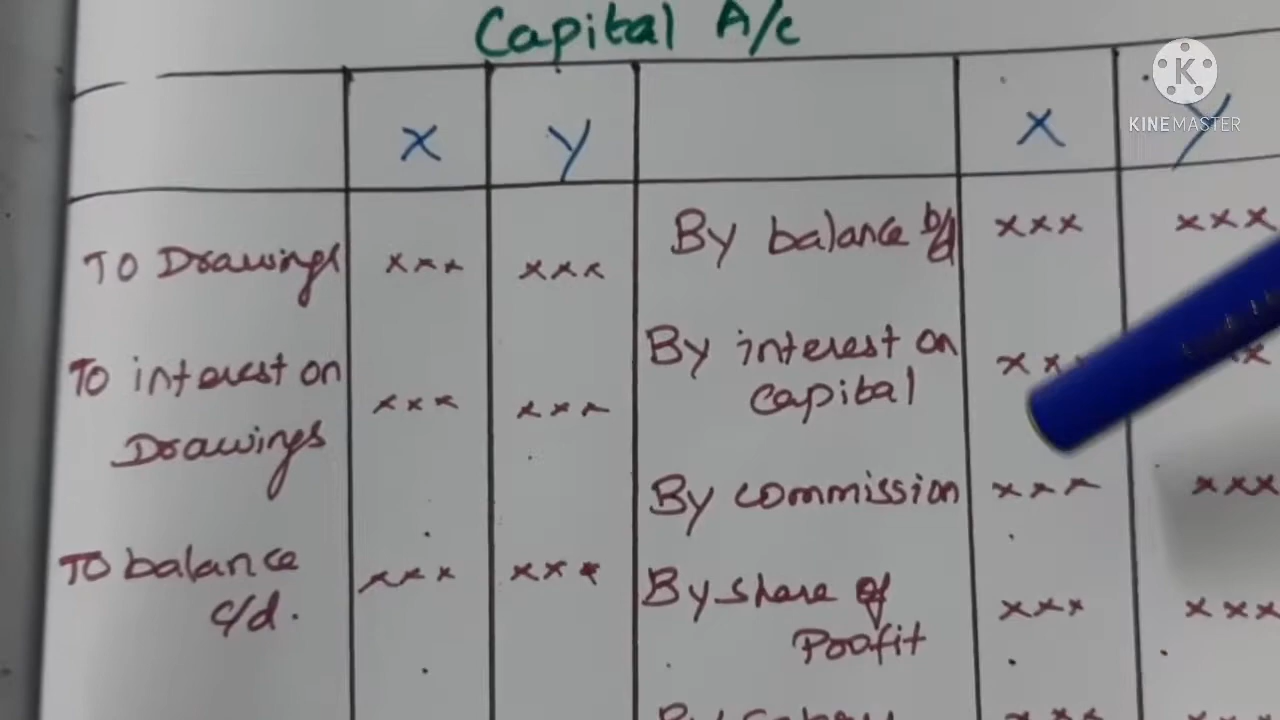 Capital A/c
X Y X Y
K
KINEMASTER
To Drawings xxx xxx
To interest on
Drawings xxx xxx
To balance
c/d. xxx xxx
By balance b/d xxx xxx
By interest on
capital
By commission xxx xxx
By share of
Profit xxx xxx
By